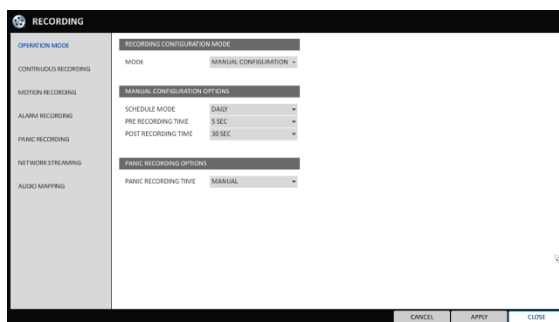 RECORDING
OPERATION MODE
CONTINUOUS RECORDING
MOTION RECORDING
ALARM RECORDING
PANIC RECORDING
NETWORK STREAMING
AUDIO MAPPING
RECORDING CONFIGURATION MODE
MODE MANUAL CONFIGURATION
MANUAL CONFIGURATION OPTIONS
SCHEDULE MODE DAILY
PRE RECORDING TIME 5 SEC
POST RECORDING TIME 30 SEC
PANIC RECORDING OPTIONS
PANIC RECORDING TIME MANUAL
CANCEL APPLY CLOSE